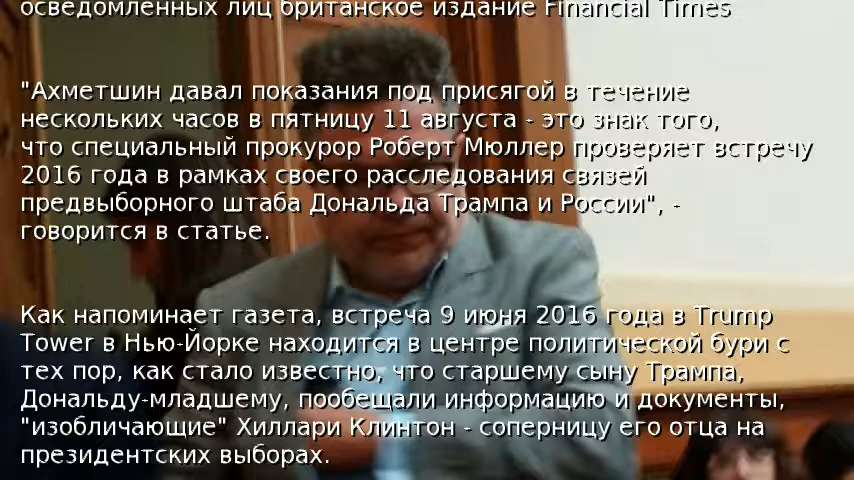 осведомленных лиц британское издание Financial Times
"Ахметшин давал показания под присягой в течение
нескольких часов в пятницу 11 августа - это знак того,
что специальный прокурор Роберт Мюллер проверяет встречу
2016 года в рамках своего расследования связей
предвыборного штаба Дональда Трампа и России", -
говорится в статье.
Как напоминает газета, встреча 9 июня 2016 года в Trump
Tower в Нью-Йорке находится в центре политической бури с
тех пор, как стало известно, что старшему сыну Трампа,
Дональду-младшему, пообещали информацию и документы,
"изобличающие" Хиллари Клинтон - соперницу его отца на
президентских выборах.